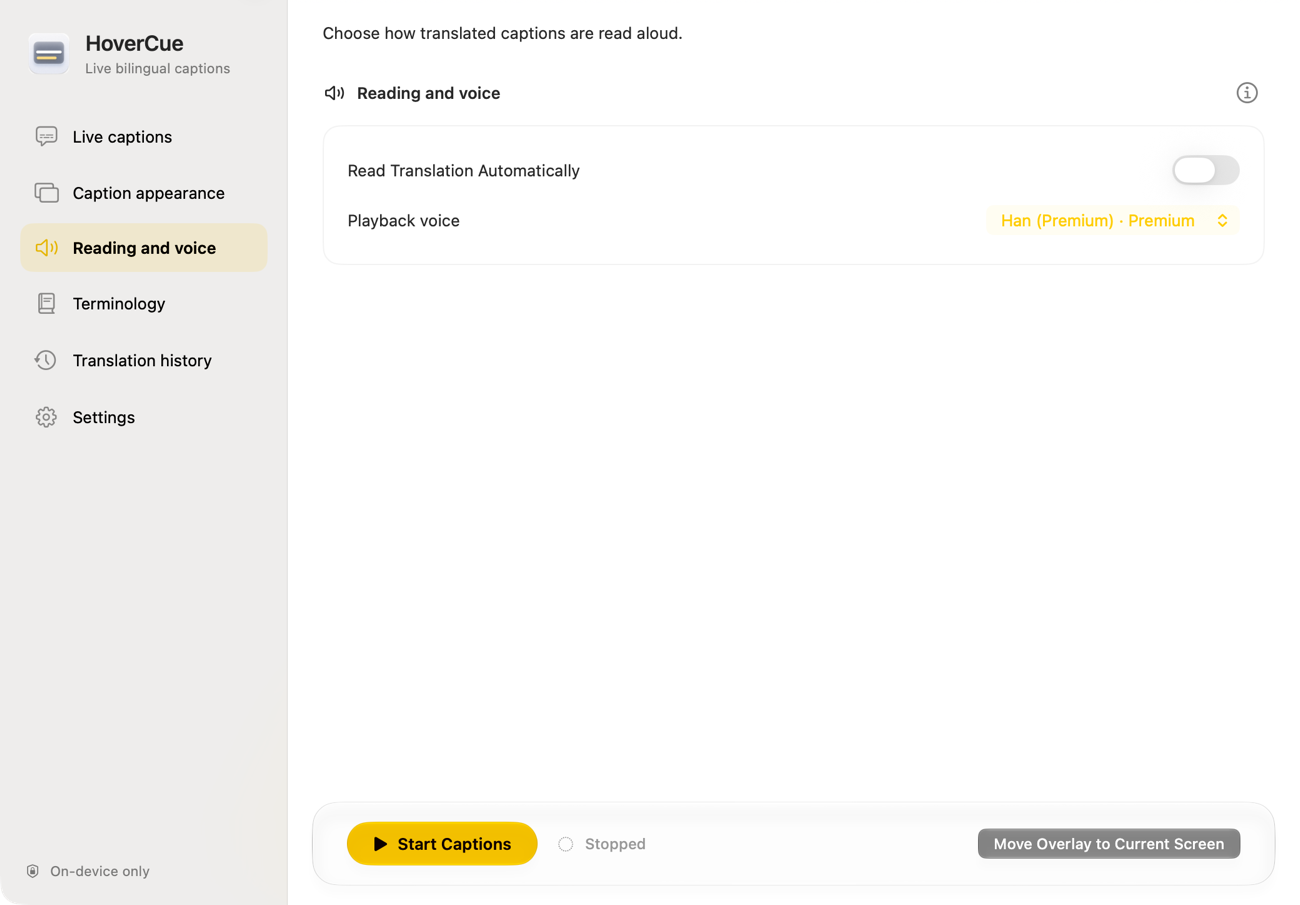 HoverCue
Live bilingual captions
Live captions
Caption appearance
Reading and voice
Terminology
Translation history
Settings
On-device only
Choose how translated captions are read aloud.
Reading and voice
Read Translation Automatically
Playback voice
Han (Premium) · Premium
Start Captions
Stopped
Move Overlay to Current Screen